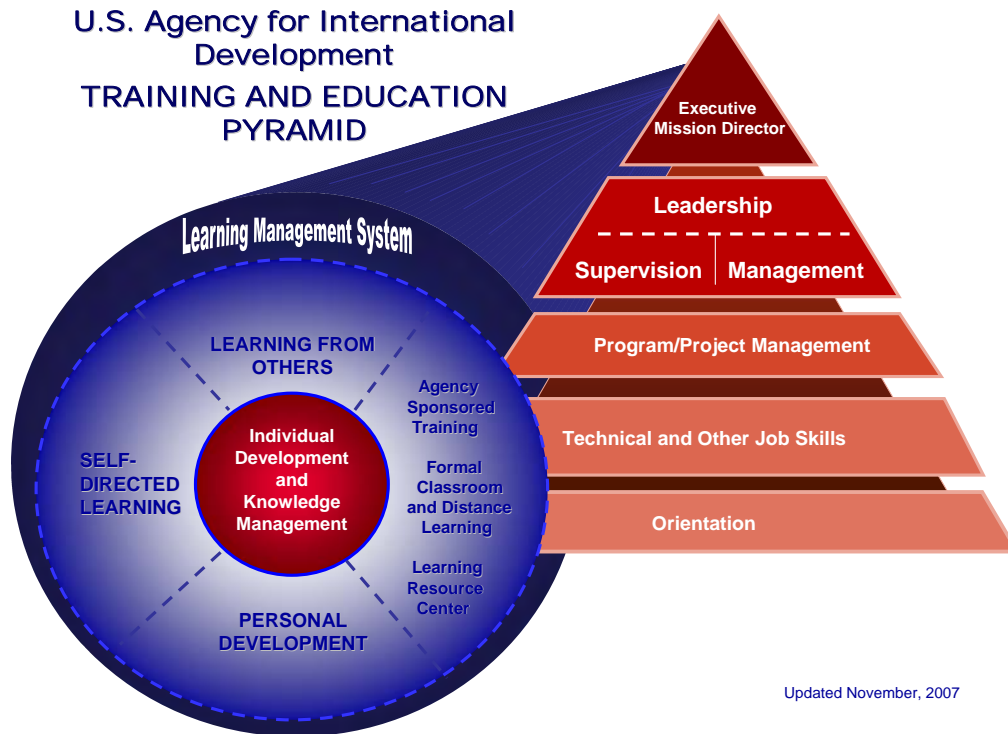 U.S. Agency for International
Development
TRAINING AND EDUCATION
PYRAMID
Executive
Mission Director
Leadership
Supervision
Management
Program/Project Management
Technical and Other Job Skills
Orientation
Learning Management System
LEARNING FROM
OTHERS
Agency
Sponsored
Training
Formal
Classroom
and Distance
Learning
Learning
Resource
Center
PERSONAL
DEVELOPMENT
SELF-
DIRECTED
LEARNING
Individual
Development
and
Knowledge
Management
Updated November, 2007